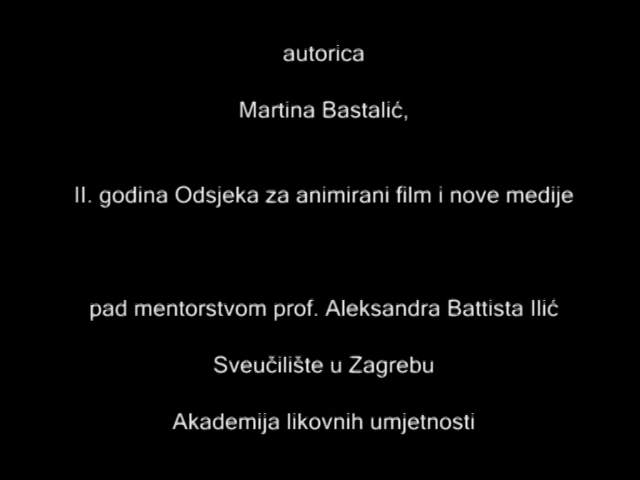 autorica
Martina Bastalić,
II. godina Odsjeka za animirani film i nove medije
pad mentorstvom prof. Aleksandra Battista Ilić
Sveučilište u Zagrebu
Akademija likovnih umjetnosti